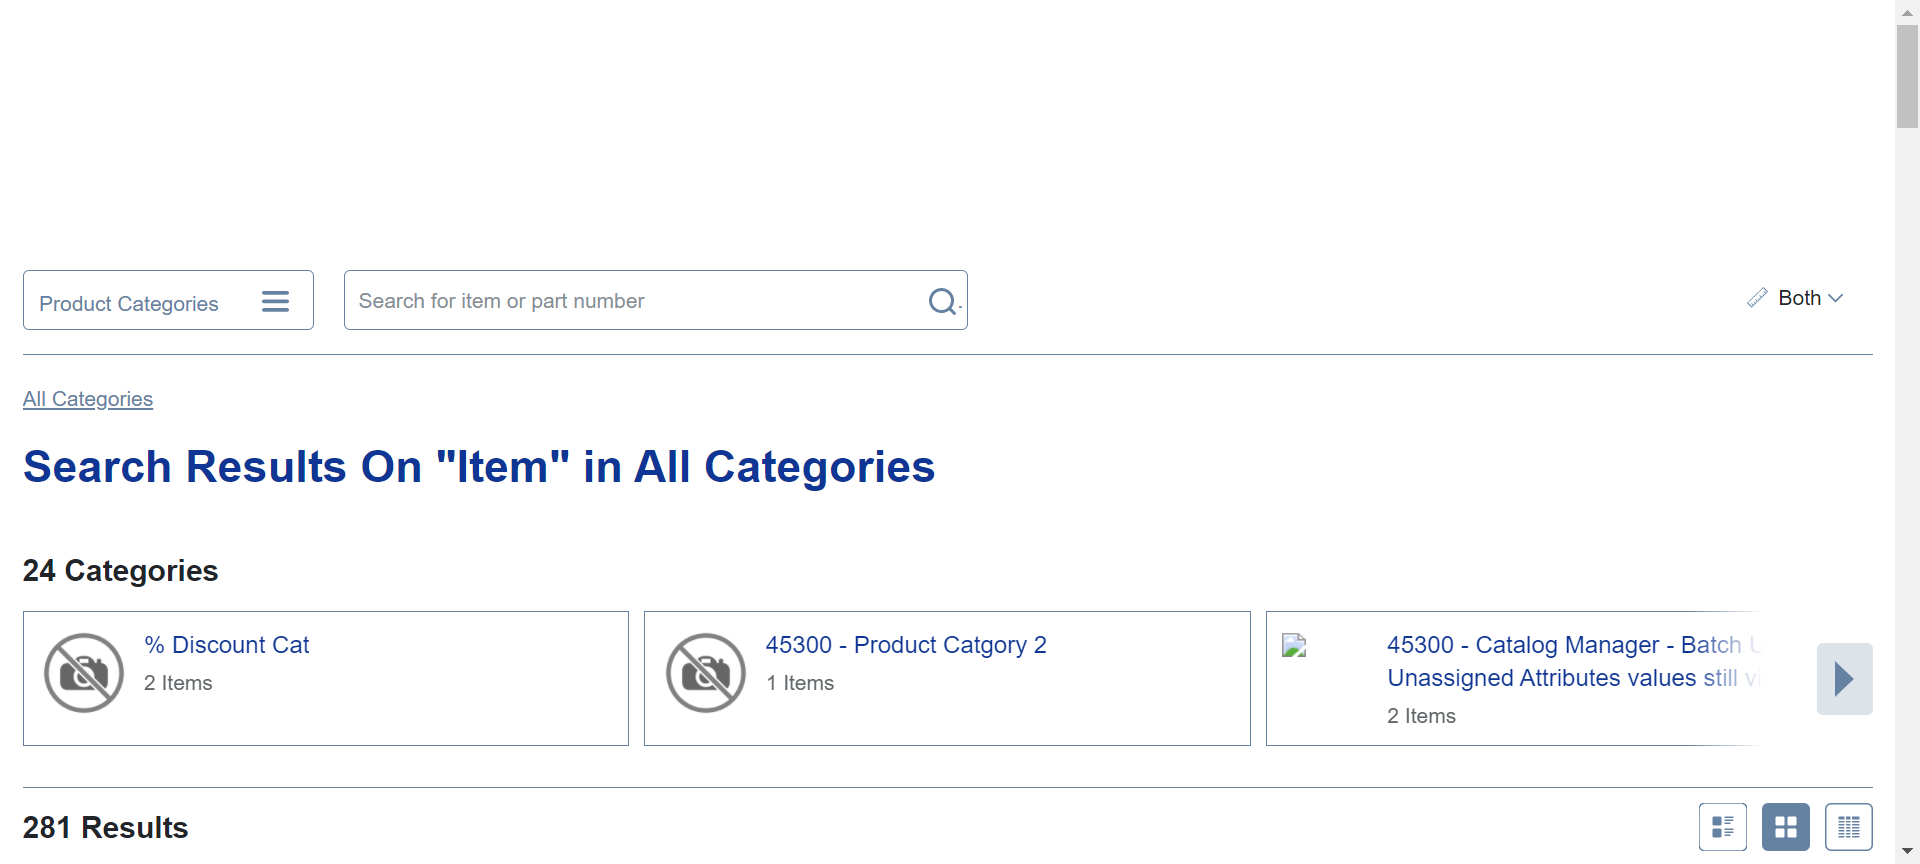 Product Categories
Search for item or part number
Both
All Categories
Search Results On "Item" in All Categories
24 Categories
% Discount Cat
2 Items
45300 - Product Catgory 2
1 Items
45300 - Catalog Manager - Batch U
Unassigned Attributes values still vi
2 Items
281 Results